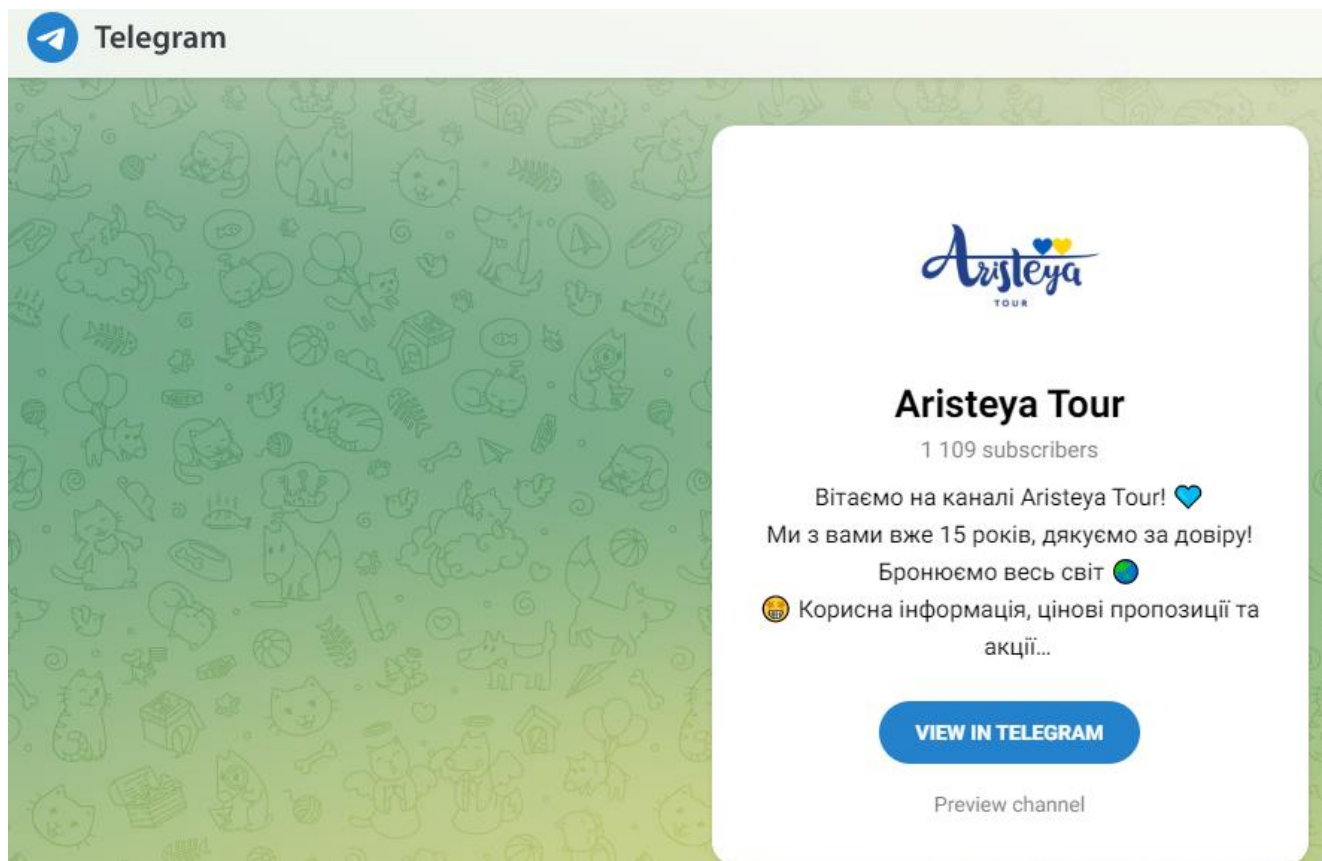 Telegram
Aristeya
TOUR
Aristeya Tour
1 109 subscribers
Вітаємо на каналі Aristeya Tour! 🩵
Ми з вами вже 15 років, дякуємо за довіру!
Бронюємо весь світ 🌏
🤩 Корисна інформація, цінові пропозиції та
акції...
VIEW IN TELEGRAM
Preview channel